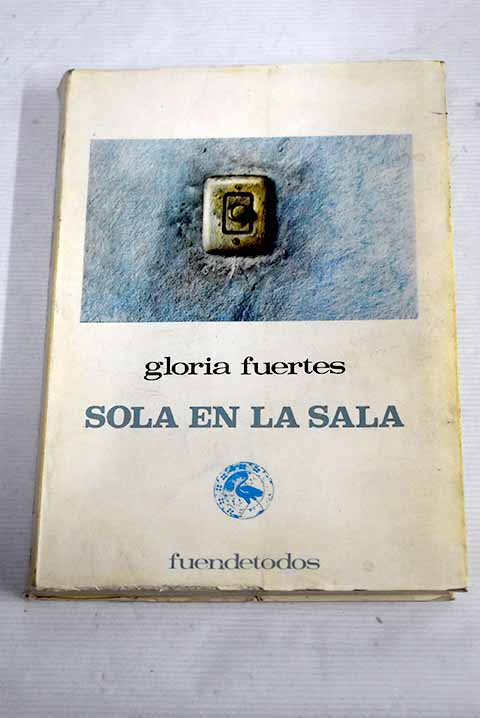 gloria fuertes
SOLA EN LA SALA
fuendetodos